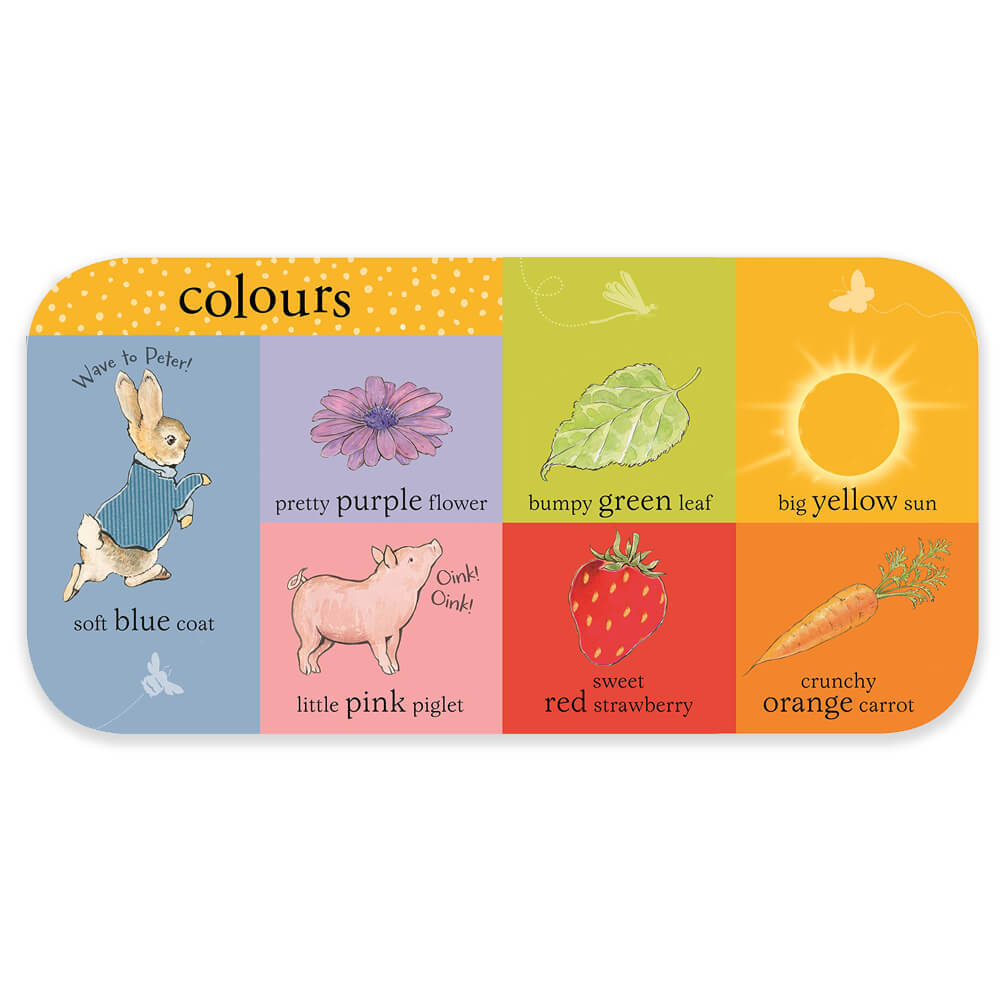 colours
Wave to Peter!
soft blue coat
pretty purple flower
bumpy green leaf
big yellow sun
Oink!
Oink!
little pink piglet
sweet
red strawberry
crunchy
orange carrot